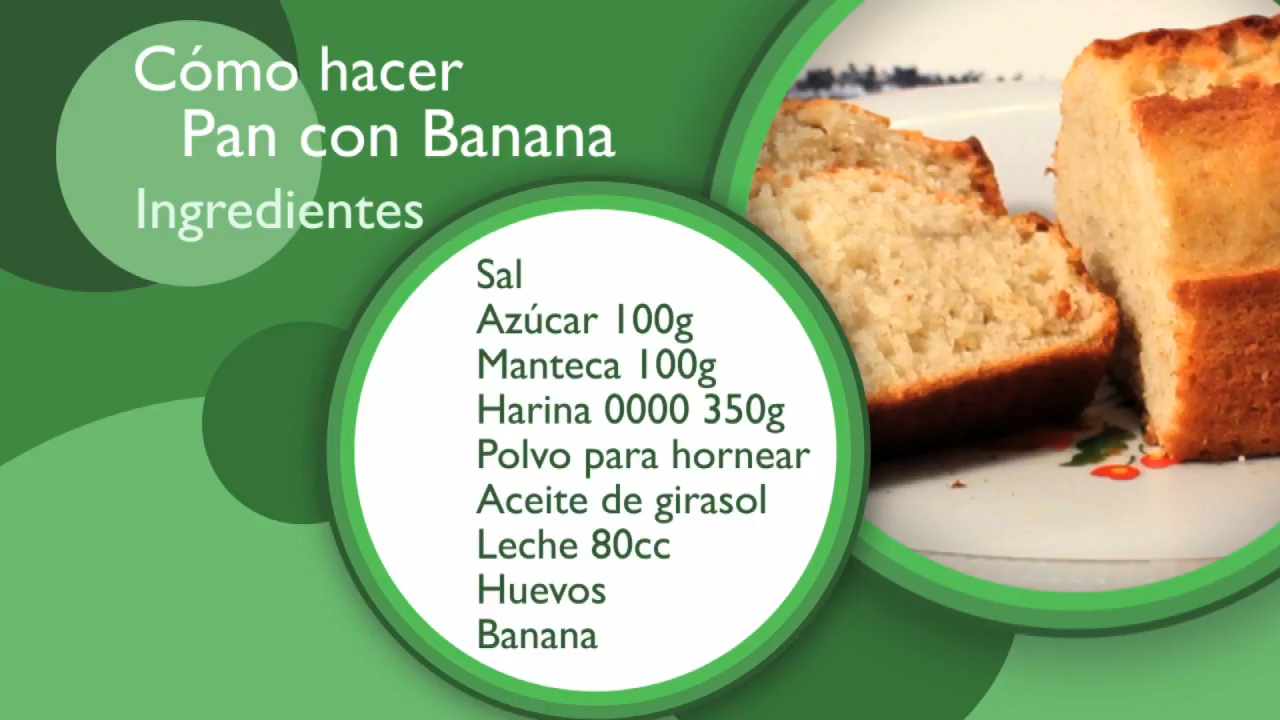 Cómo hacer
Pan con Banana
Ingredientes
Sal
Azúcar 100g
Manteca 100g
Harina 0000 350g
Polvo para hornear
Aceite de girasol
Leche 80cc
Huevos
Banana